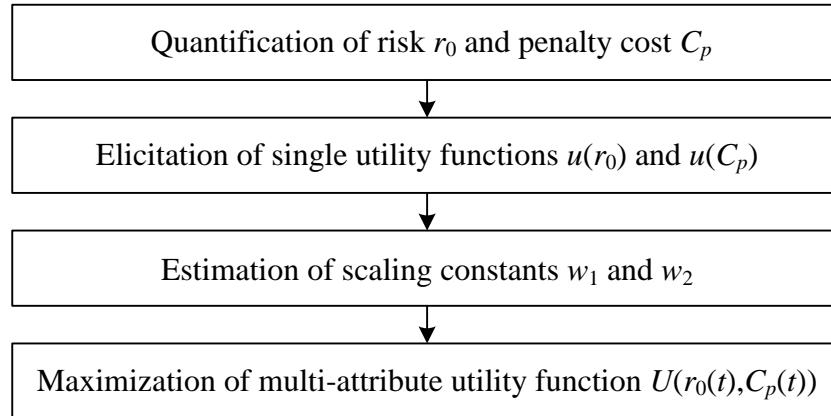 Quantification of risk r0 and penalty cost Cp
Elicitation of single utility functions u(r0) and u(Cp)
Estimation of scaling constants w1 and w2
Maximization of multi-attribute utility function U(r0(t),Cp(t))